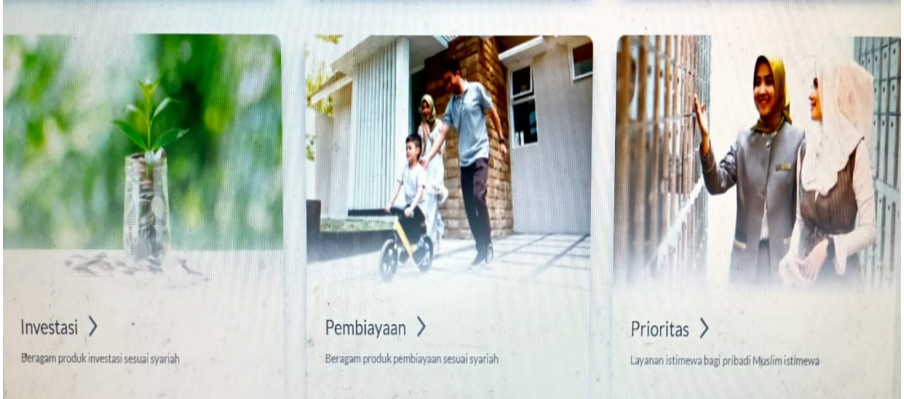 Investasi
Beragam produk investasi sesuai syariah
Pembiayaan
Beragam produk pembiayaan sesuai syariah
Prioritas
Layanan istimewa bagi pribadi Muslim istimewa